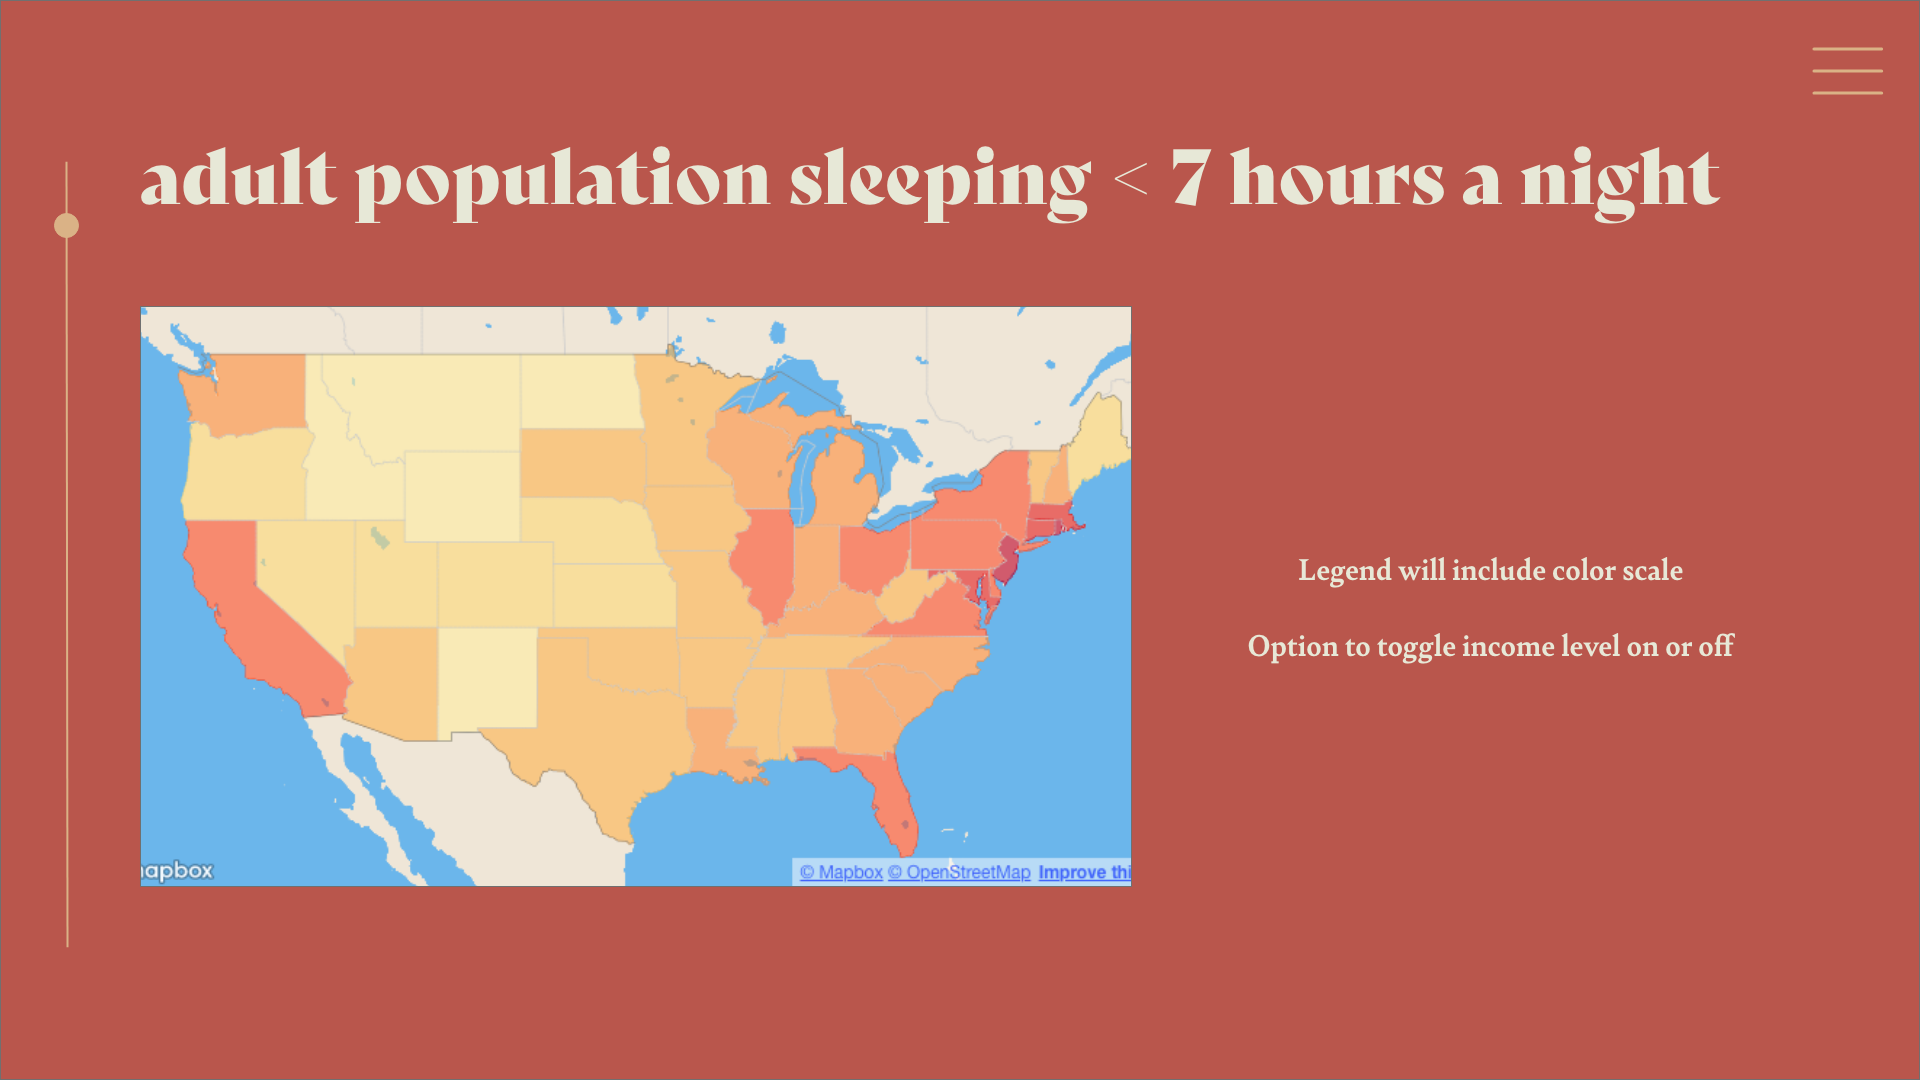 adult population sleeping < 7 hours a night
Legend will include color scale
Option to toggle income level on or off
apbox
© Mapbox © OpenStreetMap Improve thi